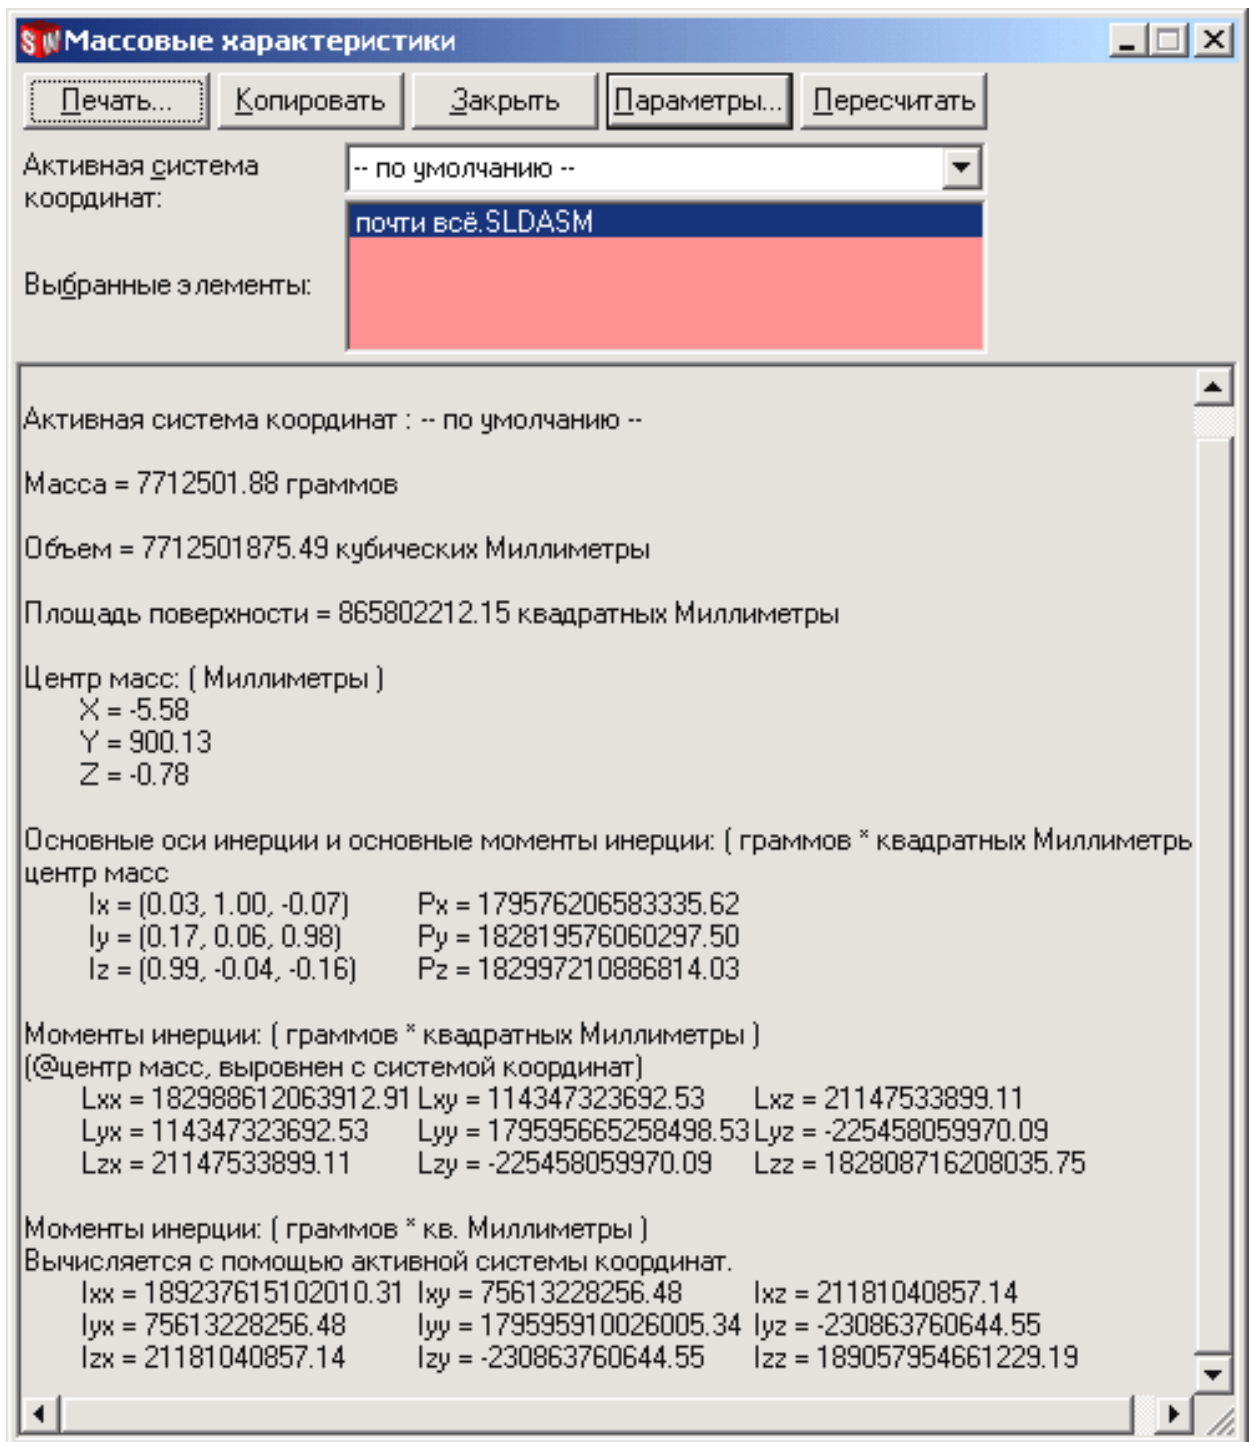 SW Массовые характеристики
Печать... Копировать Закрыть Параметры... Пересчитать
Активная система координат:
-- по умолчанию --
почти всё.SLDASM
Выбранные элементы:
Активная система координат : -- по умолчанию --
Масса = 7712501.88 граммов
Объем = 7712501875.49 кубических Миллиметры
Площадь поверхности = 865802212.15 квадратных Миллиметры
Центр масс: ( Миллиметры )
X = -5.58
Y = 900.13
Z = -0.78
Основные оси инерции и основные моменты инерции: ( граммов * квадратных Миллиметрь
центр масс
Ix = (0.03, 1.00, -0.07) Px = 179576206583335.62
Iy = (0.17, 0.06, 0.98) Py = 182819576060297.50
Iz = (0.99, -0.04, -0.16) Pz = 182997210886814.03
Моменты инерции: ( граммов * квадратных Миллиметры )
(@центр масс, выровнен с системой координат)
Lxx = 182988612063912.91 Lxy = 114347323692.53 Lxz = 21147533899.11
Lyx = 114347323692.53 Lyy = 179595665258498.53 Lyz = -225458059970.09
Lzx = 21147533899.11 Lzy = -225458059970.09 Lzz = 182808716208035.75
Моменты инерции: ( граммов * кв. Миллиметры )
Вычисляется с помощью активной системы координат.
Ixx = 189237615102010.31 Ixy = 75613228256.48 Ixz = 21181040857.14
Iyx = 75613228256.48 Iyy = 179595910026005.34 Iyz = -230863760644.55
Izx = 21181040857.14 Izy = -230863760644.55 Izz = 189057954661229.19